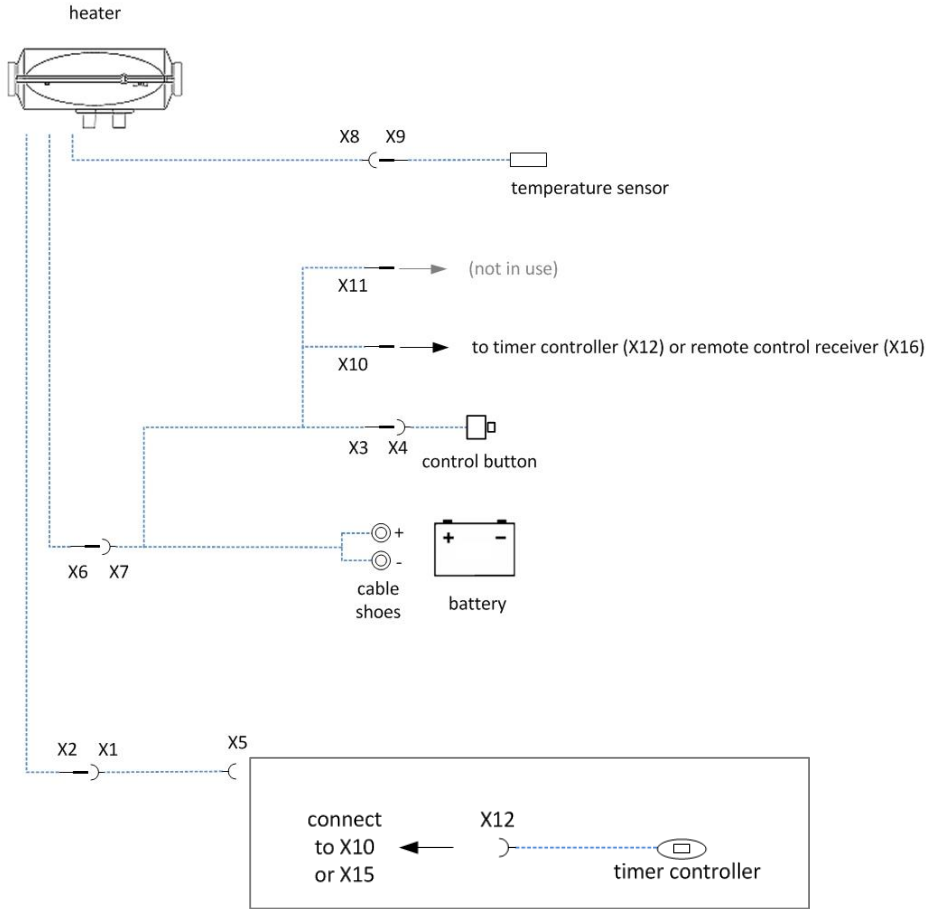 heater
X8 X9
temperature sensor
(not in use)
X11
to timer controller (X12) or remote control receiver (X16)
X10
X3 X4
control button
+
-
+ -
X6 X7
cable
shoes
battery
X2 X1
X5
connect
to X10
or X15
X12
timer controller